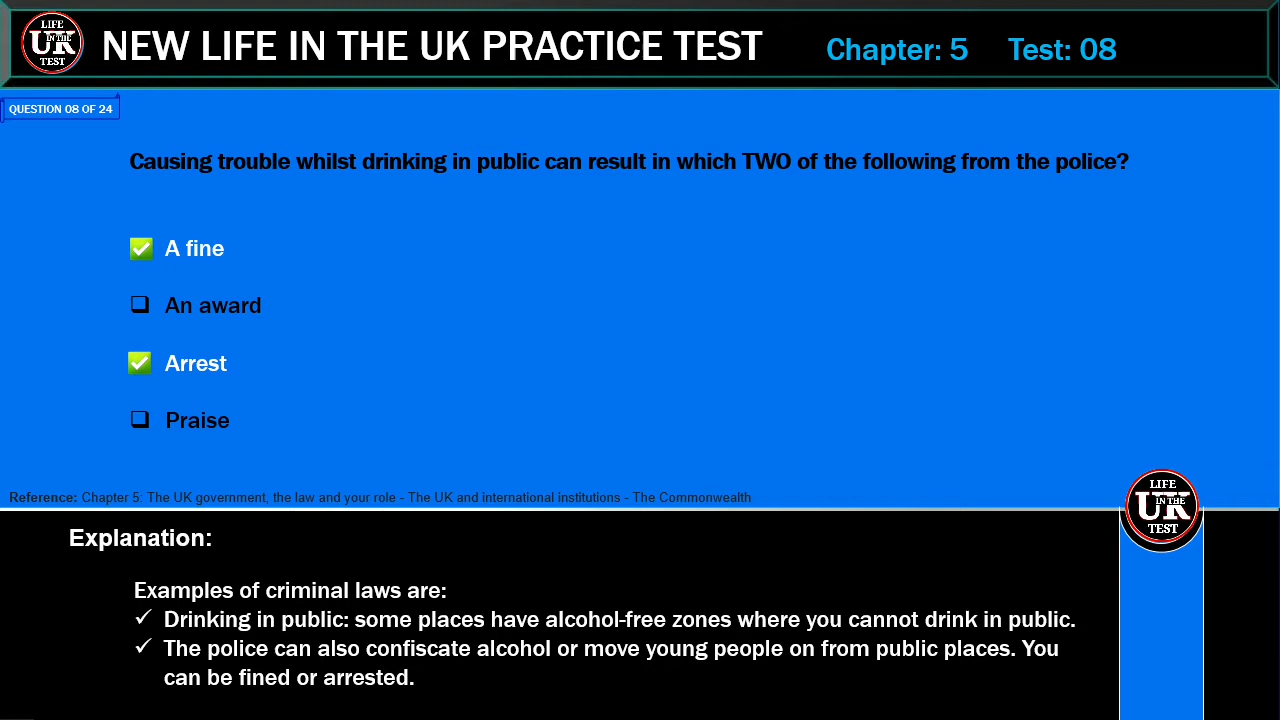 LIFE
IN THE
UK
TEST
NEW LIFE IN THE UK PRACTICE TEST
Chapter: 5 Test: 08
QUESTION 08 OF 24
Causing trouble whilst drinking in public can result in which TWO of the following from the police?
✅ A fine
❑ An award
✅ Arrest
❑ Praise
Reference: Chapter 5: The UK government, the law and your role - The UK and international institutions - The Commonwealth
LIFE
IN THE
UK
TEST
Explanation:
Examples of criminal laws are:
✓ Drinking in public: some places have alcohol-free zones where you cannot drink in public.
✓ The police can also confiscate alcohol or move young people on from public places. You
can be fined or arrested.